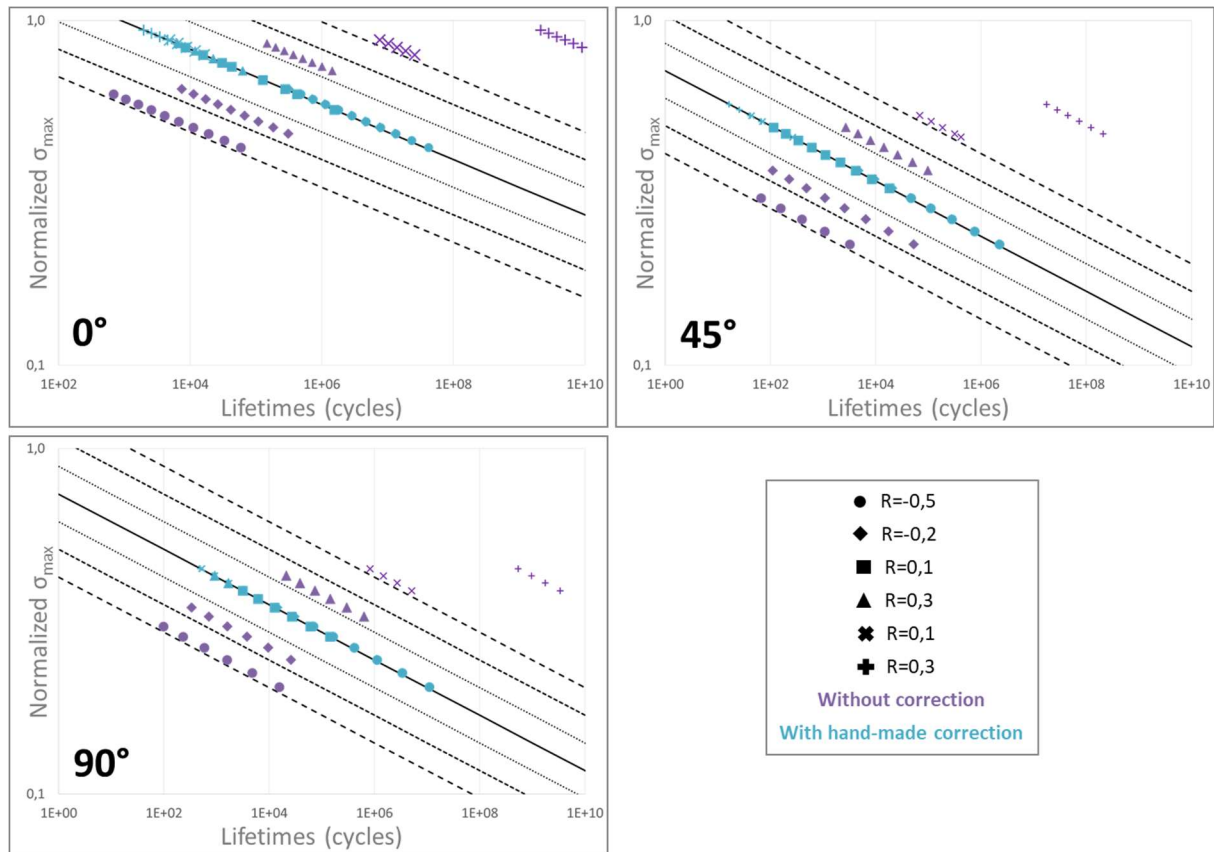 1,0
Normalized σmax
0°
0,1
1E+02 1E+04 1E+06 1E+08 1E+10
Lifetimes (cycles)
1,0
Normalized σmax
45°
0,1
1E+00 1E+02 1E+04 1E+06 1E+08 1E+10
Lifetimes (cycles)
1,0
Normalized σmax
90°
0,1
1E+00 1E+02 1E+04 1E+06 1E+08 1E+10
Lifetimes (cycles)
R=-0,5
R=-0,2
R=0,1
R=0,3
R=0,1
R=0,3
Without correction
With hand-made correction